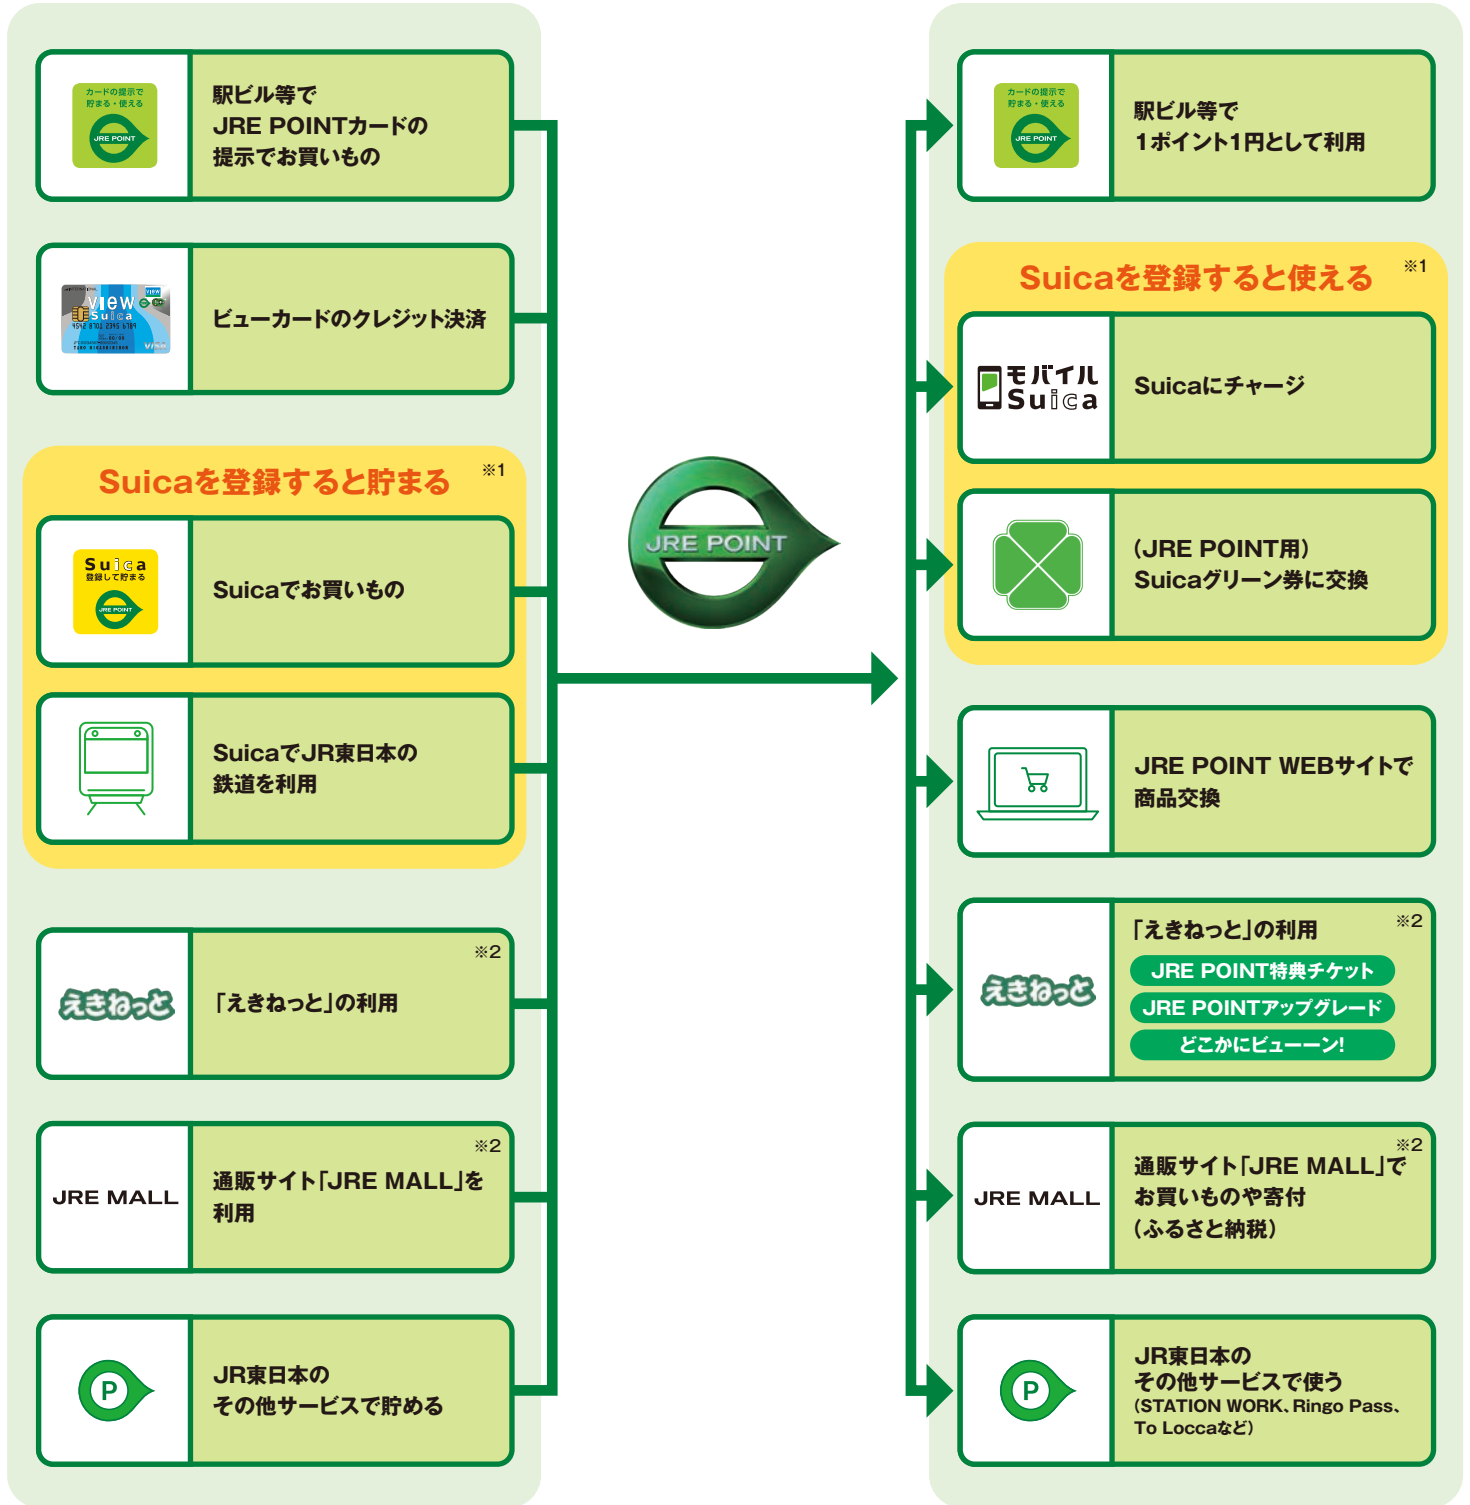 カードの提示で
貯まる・使える
JRE POINT
駅ビル等で
JRE POINTカードの
提示でお買いもの
VIEW
view
Suica
4542 8701 2345 6789
VISA
ビューカードのクレジット決済
Suicaを登録すると貯まる ※1
Suica
登録して貯まる
JRE POINT
Suicaでお買いもの
SuicaでJR東日本の
鉄道を利用
えきねっと
※2
「えきねっと」の利用
JRE MALL
※2
通販サイト「JRE MALL」を
利用
P
JR東日本の
その他サービスで貯める
JRE POINT
カードの提示で
貯まる・使える
JRE POINT
駅ビル等で
1ポイント1円として利用
Suicaを登録すると使える ※1
モバイル
Suica
Suicaにチャージ
(JRE POINT用)
Suicaグリーン券に交換
JRE POINT WEBサイトで
商品交換
えきねっと
「えきねっと」の利用 ※2
JRE POINT特典チケット
JRE POINTアップグレード
どこかにビューーン!
JRE MALL
※2
通販サイト「JRE MALL」で
お買いものや寄付
(ふるさと納税)
P
JR東日本の
その他サービスで使う
(STATION WORK、Ringo Pass、
To Loccaなど)